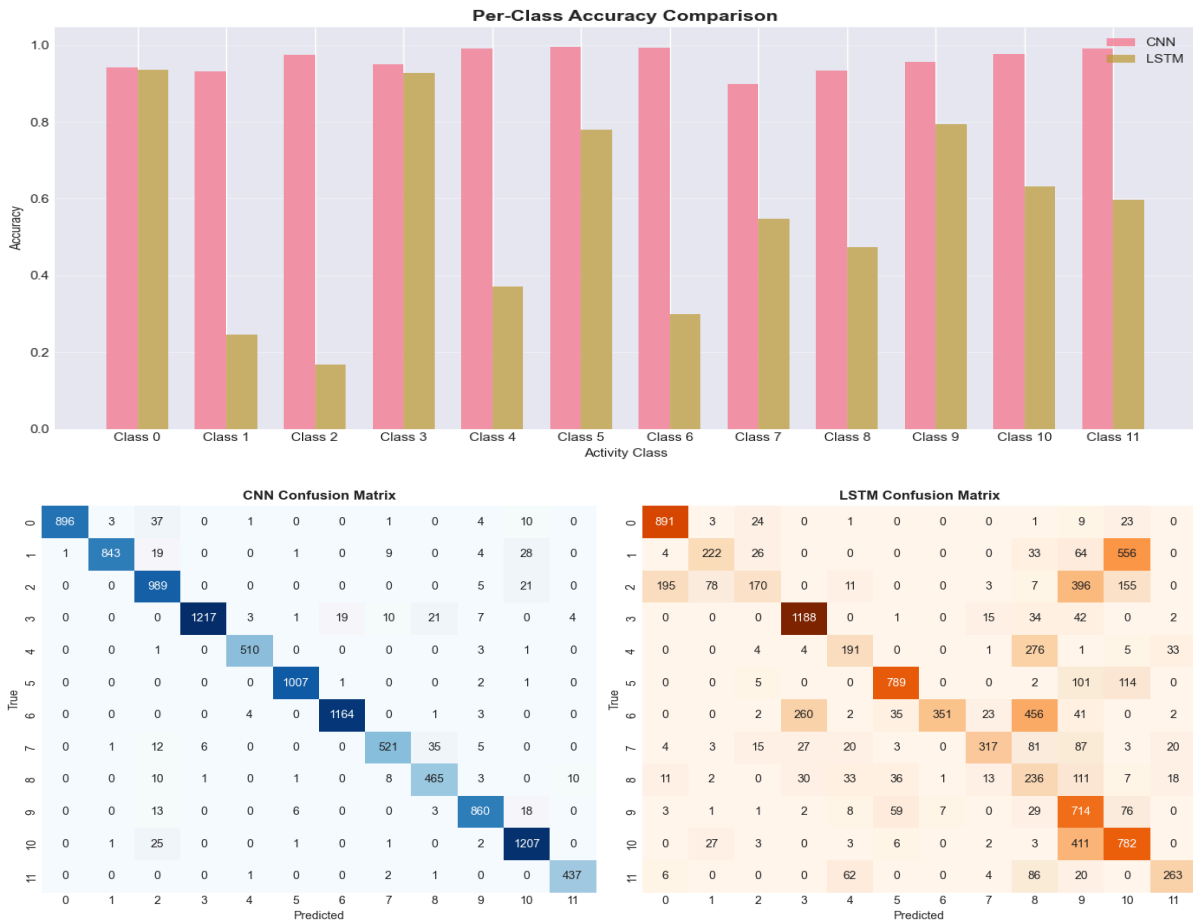 Per-Class Accuracy Comparison
CNN
LSTM
1.0
0.8
0.6
0.4
0.2
0.0
Accuracy
Class 0 Class 1 Class 2 Class 3 Class 4 Class 5 Class 6 Class 7 Class 8 Class 9 Class 10 Class 11
Activity Class
CNN Confusion Matrix
True
0 896 3 37 0 1 0 0 1 0 4 10 0
1 1 843 19 0 0 1 0 9 0 4 28 0
2 0 0 989 0 0 0 0 0 0 5 21 0
3 0 0 0 1217 3 1 19 10 21 7 0 4
4 0 0 1 0 510 0 0 0 0 3 1 0
5 0 0 0 0 0 1007 1 0 0 2 1 0
6 0 0 0 0 4 0 1164 0 1 3 0 0
7 0 1 12 6 0 0 0 521 35 5 0 0
8 0 0 10 1 0 1 0 8 465 3 0 10
9 0 0 13 0 0 6 0 0 3 860 18 0
10 0 1 25 0 0 1 0 1 0 2 1207 0
11 0 0 0 0 1 0 0 2 1 0 0 437
0 1 2 3 4 5 6 7 8 9 10 11
Predicted
LSTM Confusion Matrix
True
0 891 3 24 0 1 0 0 0 1 9 23 0
1 4 222 26 0 0 0 0 0 33 64 556 0
2 195 78 170 0 11 0 0 3 7 396 155 0
3 0 0 0 1188 0 1 0 15 34 42 0 2
4 0 0 4 4 191 0 0 1 276 1 5 33
5 0 0 5 0 0 789 0 0 2 101 114 0
6 0 0 2 260 2 35 351 23 456 41 0 2
7 4 3 15 27 20 3 0 317 81 87 3 20
8 11 2 0 30 33 36 1 13 236 111 7 18
9 3 1 1 2 8 59 7 0 29 714 76 0
10 0 27 3 0 3 6 0 2 3 411 782 0
11 6 0 0 0 62 0 0 4 86 20 0 263
0 1 2 3 4 5 6 7 8 9 10 11
Predicted